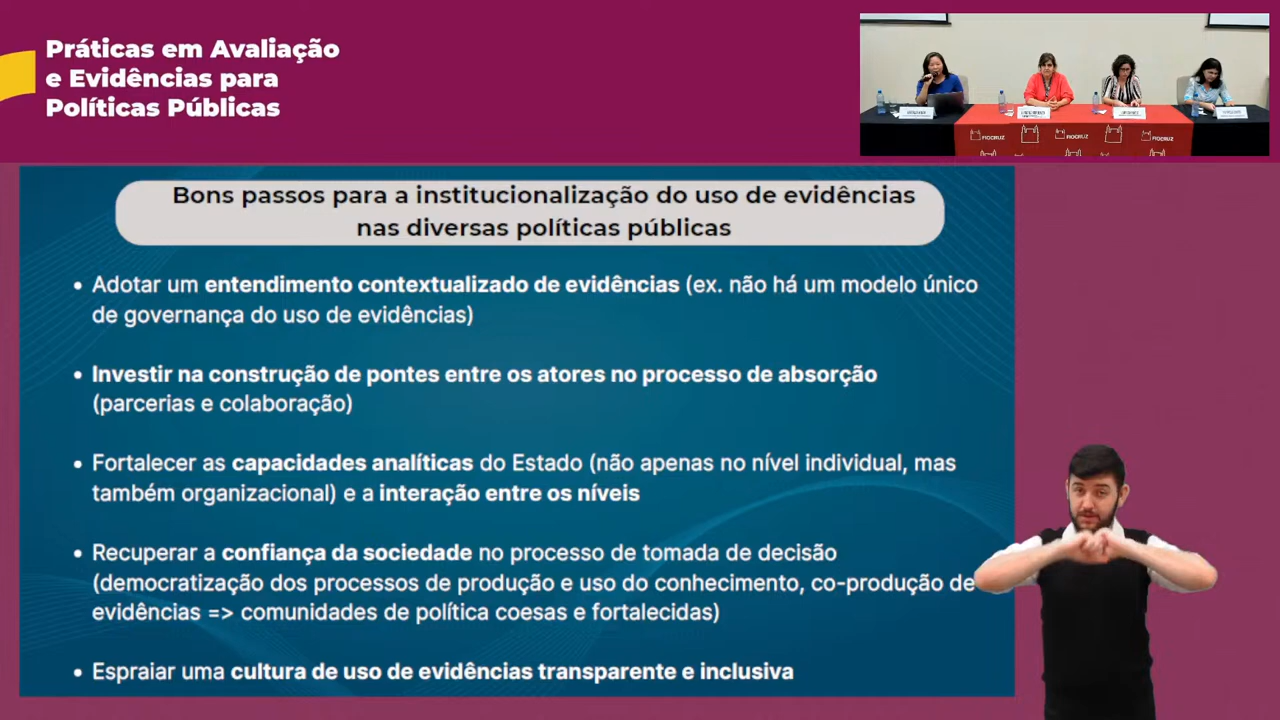 Práticas em Avaliação
e Evidências para
Políticas Públicas
FIOCRUZ
FIOCRUZ
FIOCRUZ
Bons passos para a institucionalização do uso de evidências
nas diversas políticas públicas
• Adotar um entendimento contextualizado de evidências (ex. não há um modelo único
de governança do uso de evidências)
• Investir na construção de pontes entre os atores no processo de absorção
(parcerias e colaboração)
• Fortalecer as capacidades analíticas do Estado (não apenas no nível individual, mas
também organizacional) e a interação entre os níveis
• Recuperar a confiança da sociedade no processo de tomada de decisão
(democratização dos processos de produção e uso do conhecimento, co-produção de
evidências => comunidades de política coesas e fortalecidas)
• Espraiar uma cultura de uso de evidências transparente e inclusiva